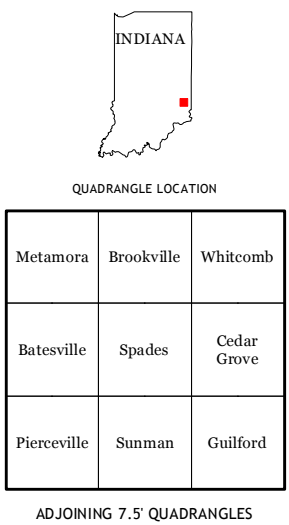 INDIANA
QUADRANGLE LOCATION
Metamora Brookville Whitcomb
Batesville Spades Cedar
Grove
Pierceville Sunman Guilford
ADJOINING 7.5' QUADRANGLES